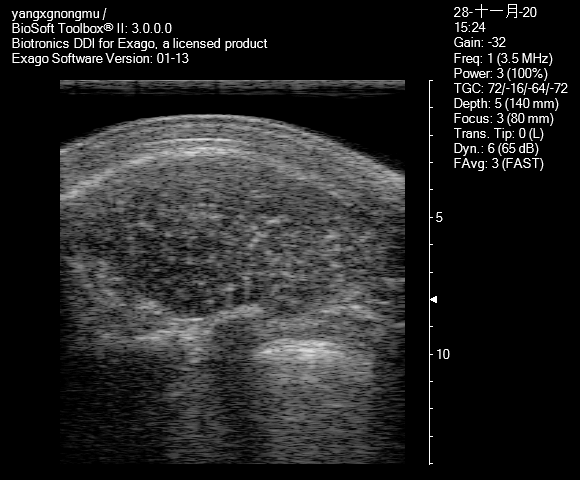 yangxgnongmu /
BioSoft Toolbox® II: 3.0.0.0
Biotronics DDI for Exago, a licensed product
Exago Software Version: 01-13
28-十一月-20
15:24
Gain: -32
Freq: 1 (3.5 MHz)
Power: 3 (100%)
TGC: 72/-16/-64/-72
Depth: 5 (140 mm)
Focus: 3 (80 mm)
Trans. Tip: 0 (L)
Dyn.: 6 (65 dB)
FAvg: 3 (FAST)
5
10